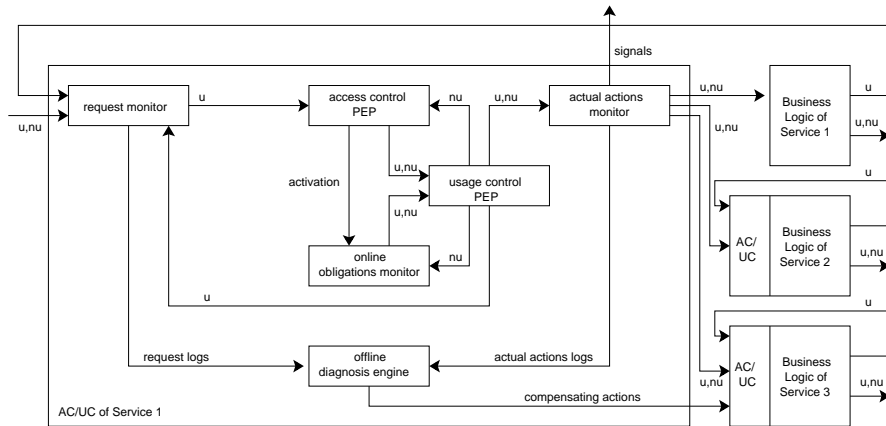 signals
u,nu
request monitor
u
access control
PEP
nu
u,nu
actual actions
monitor
u,nu
u,nu
Business
Logic of
Service 1
u
u,nu
activation
u,nu
usage control
PEP
u,nu
online
obligations monitor
nu
u
u
AC/
UC
Business
Logic of
Service 2
u,nu
u
request logs
offline
diagnosis engine
actual actions logs
compensating actions
u,nu
AC/
UC
Business
Logic of
Service 3
u,nu
AC/UC of Service 1